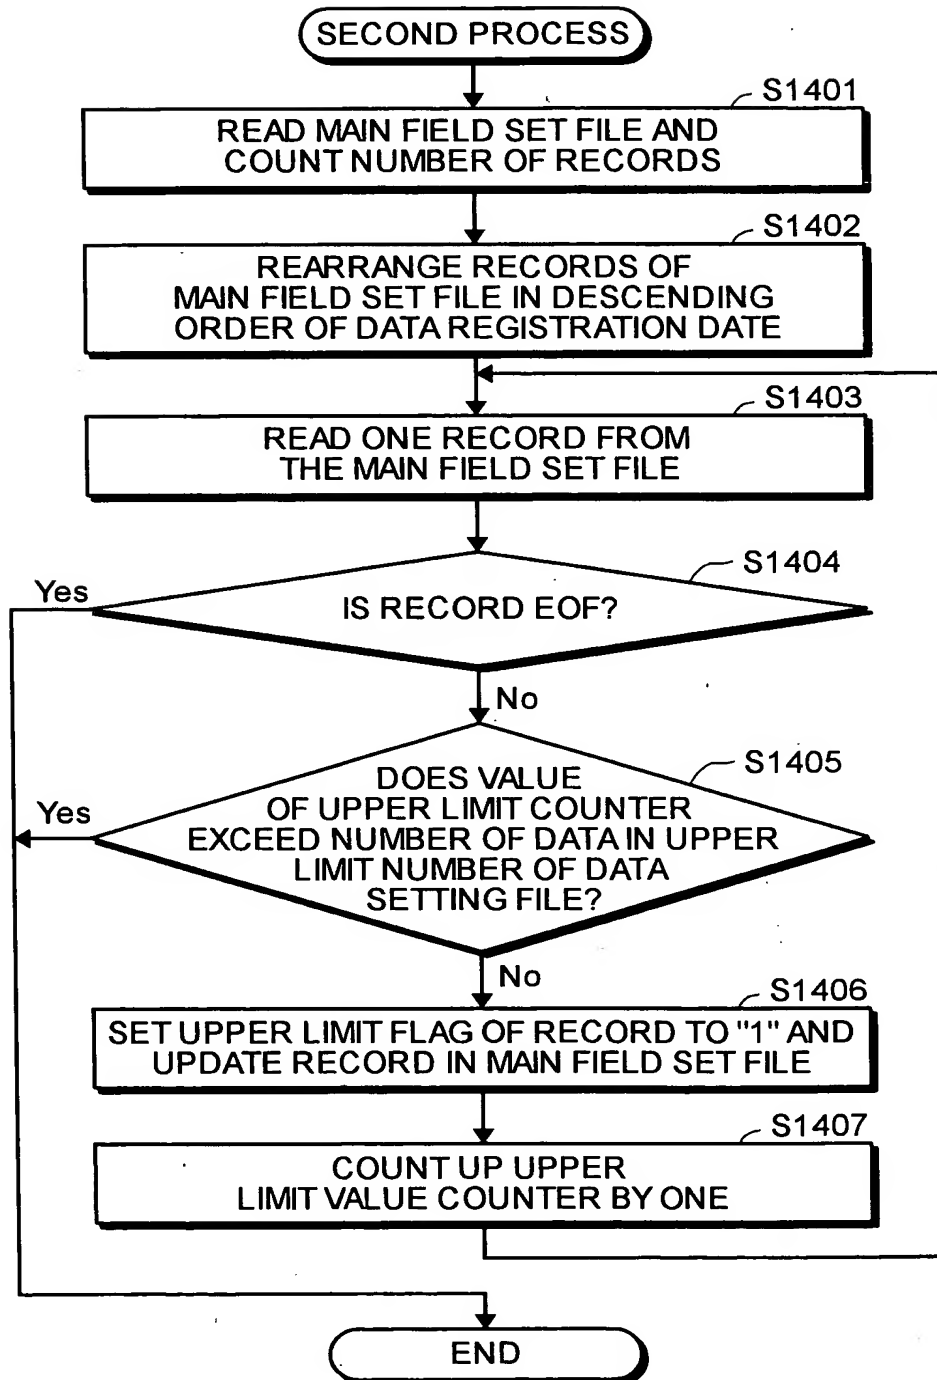 SECOND PROCESS
S1401
READ MAIN FIELD SET FILE AND
COUNT NUMBER OF RECORDS
S1402
REARRANGE RECORDS OF
MAIN FIELD SET FILE IN DESCENDING
ORDER OF DATA REGISTRATION DATE
S1403
READ ONE RECORD FROM
THE MAIN FIELD SET FILE
S1404
Yes
IS RECORD EOF?
No
S1405
Yes
DOES VALUE
OF UPPER LIMIT COUNTER
EXCEED NUMBER OF DATA IN UPPER
LIMIT NUMBER OF DATA
SETTING FILE?
No
S1406
SET UPPER LIMIT FLAG OF RECORD TO "1" AND
UPDATE RECORD IN MAIN FIELD SET FILE
S1407
COUNT UP UPPER
LIMIT VALUE COUNTER BY ONE
END